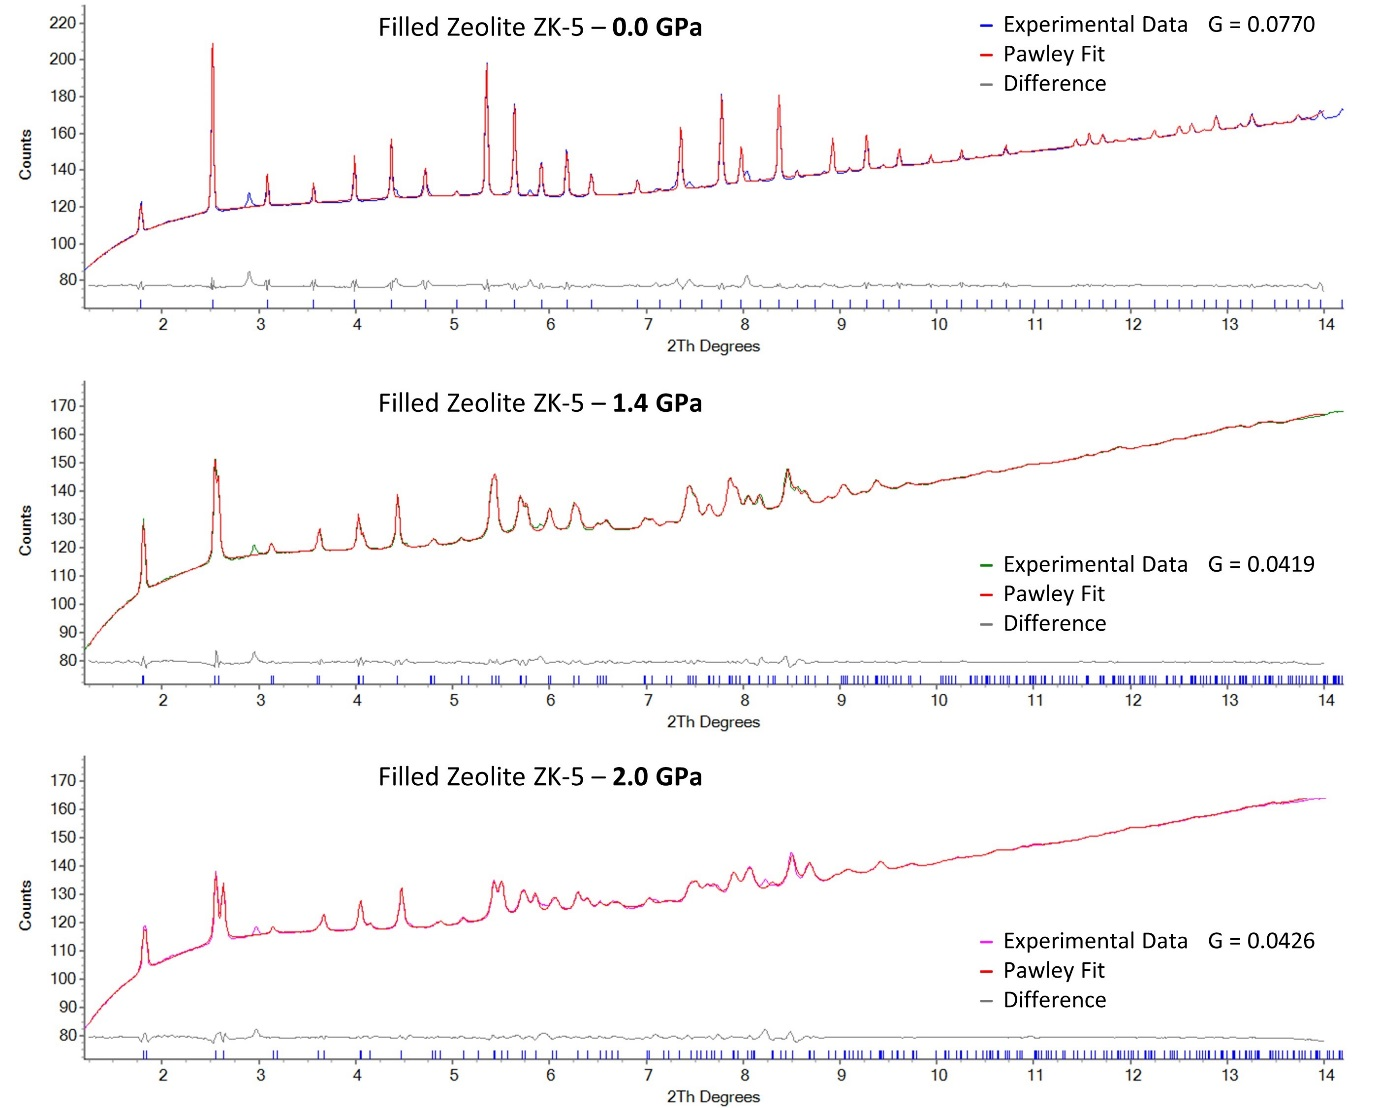 Filled Zeolite ZK-5 – 0.0 GPa
Experimental Data G = 0.0770
Pawley Fit
Difference
Counts
220
200
180
160
140
120
100
80
2 3 4 5 6 7 8 9 10 11 12 13 14
2Th Degrees
Filled Zeolite ZK-5 – 1.4 GPa
Counts
170
160
150
140
130
120
110
100
90
80
Experimental Data G = 0.0419
Pawley Fit
Difference
2 3 4 5 6 7 8 9 10 11 12 13 14
2Th Degrees
Filled Zeolite ZK-5 – 2.0 GPa
Counts
170
160
150
140
130
120
110
100
90
80
Experimental Data G = 0.0426
Pawley Fit
Difference
2 3 4 5 6 7 8 9 10 11 12 13 14
2Th Degrees